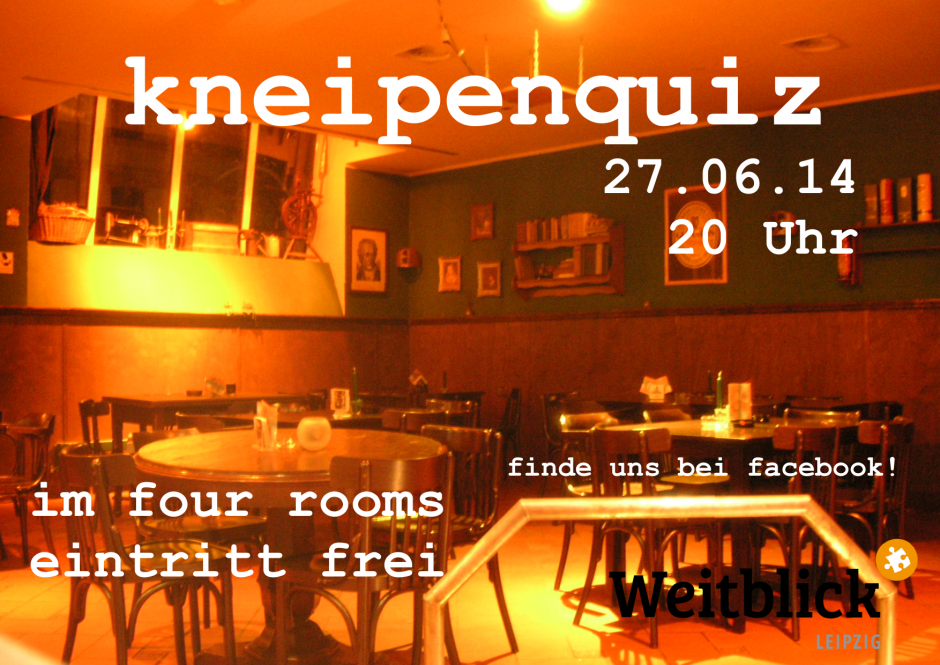 kneipenquiz
27.06.14
20 Uhr
finde uns bei facebook!
im four rooms
eintritt frei
Weitblick
LEIPZIG